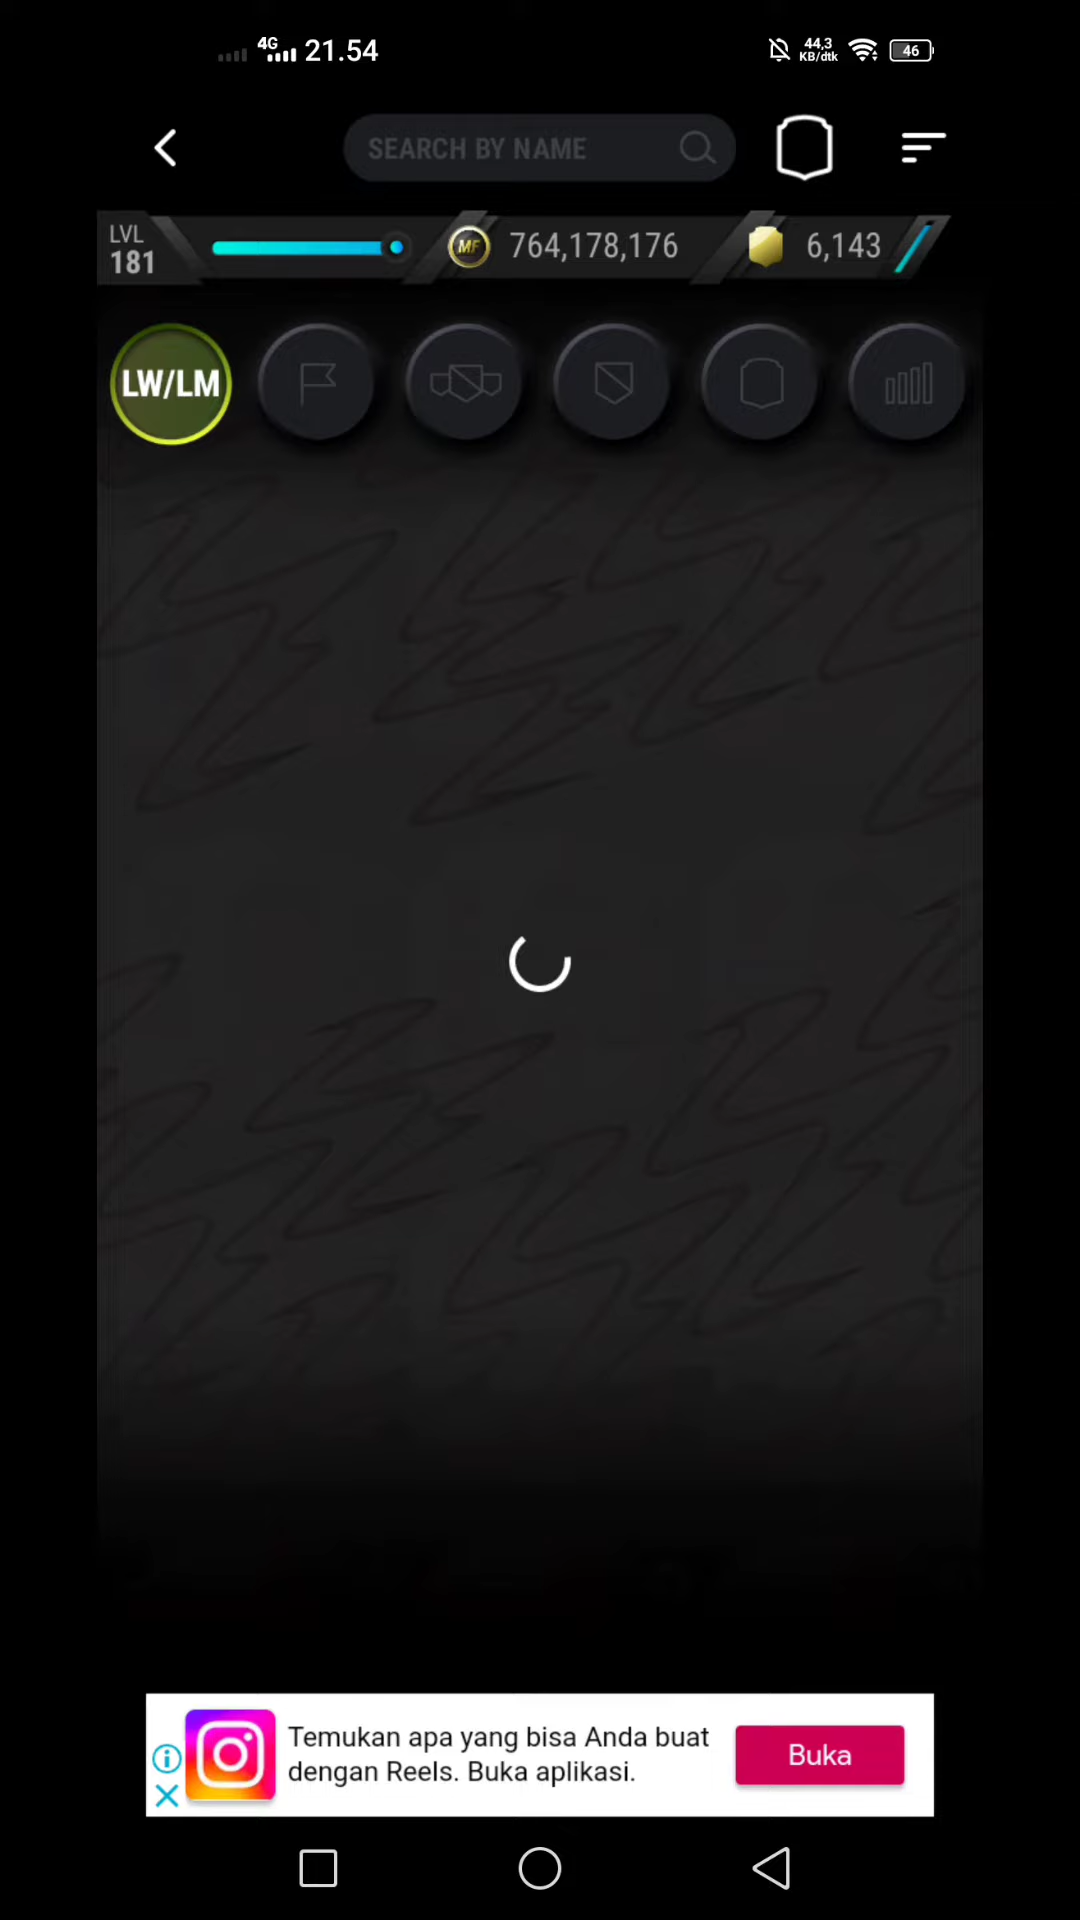 4G 21.54
44,3
KB/dtk
46
SEARCH BY NAME
LVL
181
MF
764,178,176
6,143
LW/LM
Temukan apa yang bisa Anda buat
dengan Reels. Buka aplikasi.
Buka